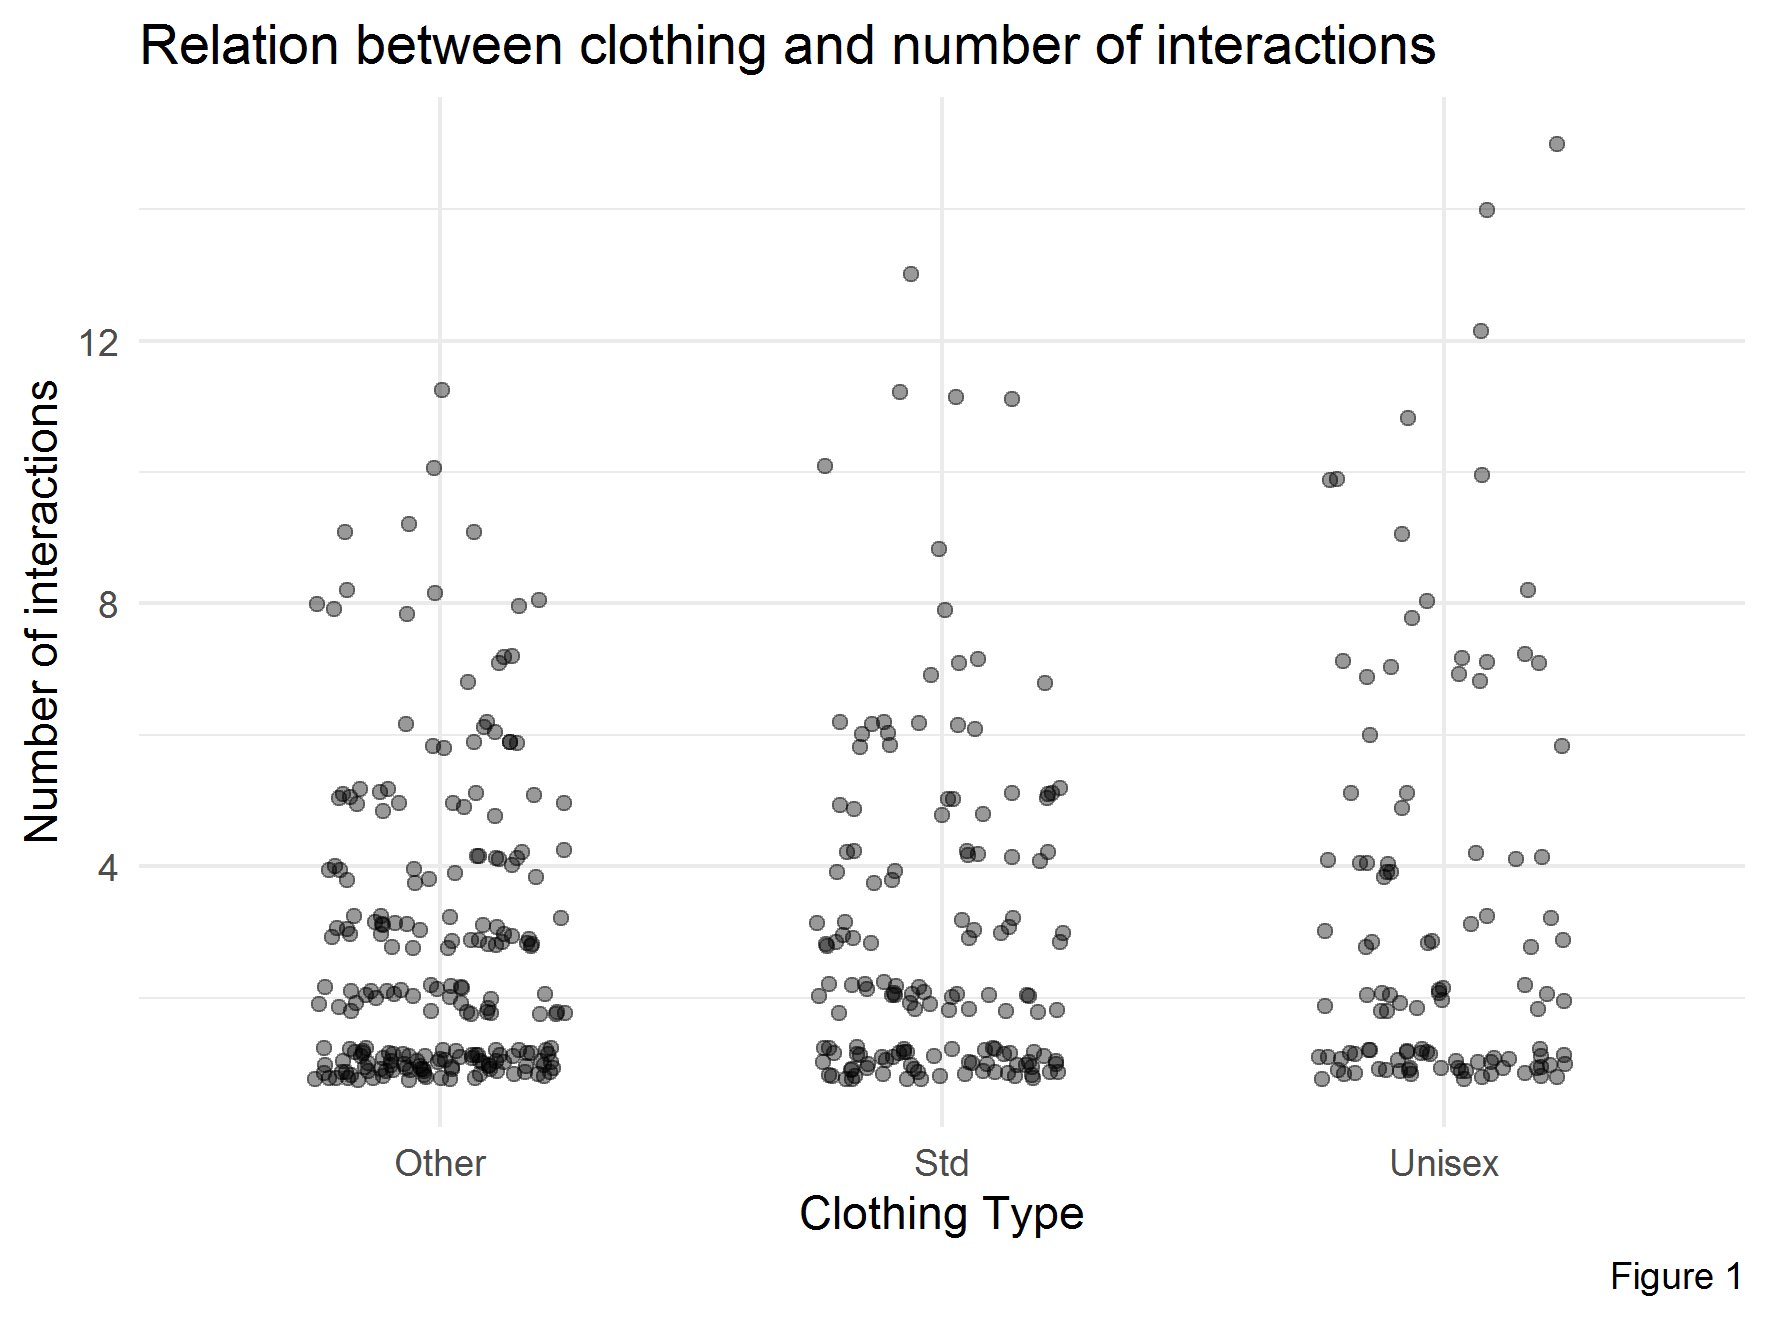 Relation between clothing and number of interactions
Number of interactions
12
8
4
Other
Std
Unisex
Clothing Type
Figure 1